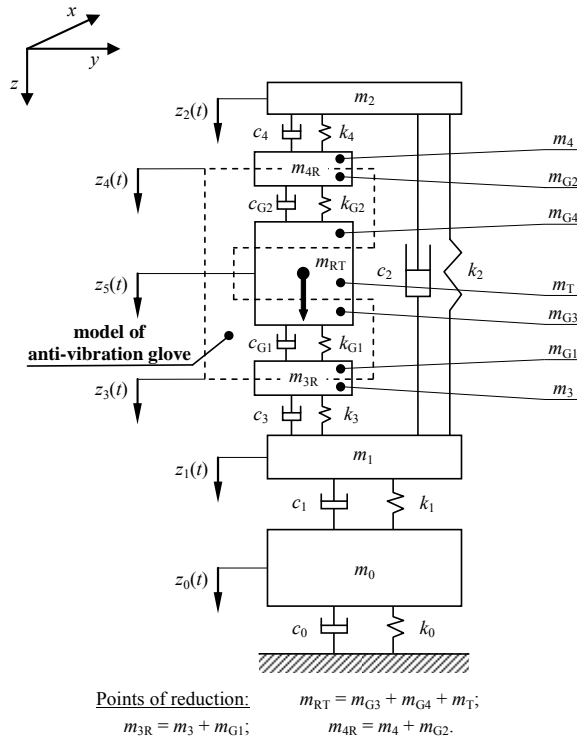 x
y
z
m2
z2(t)
c4
k4
m4
m4R
z4(t)
mG2
cG2
kG2
mG4
c2
k2
mRT
z5(t)
mT
model of
anti-vibration glove
mG3
cG1
kG1
mG1
m3R
z3(t)
m3
c3
k3
m1
z1(t)
c1
k1
m0
z0(t)
c0
k0
Points of reduction: mRT = mG3 + mG4 + mT;
m3R = m3 + mG1; m4R = m4 + mG2.